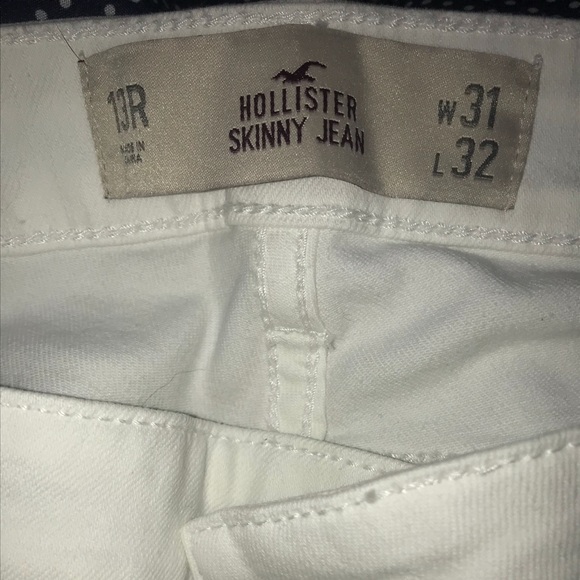 13R
MADE IN
HOLLISTER
SKINNY JEAN
W31
L32